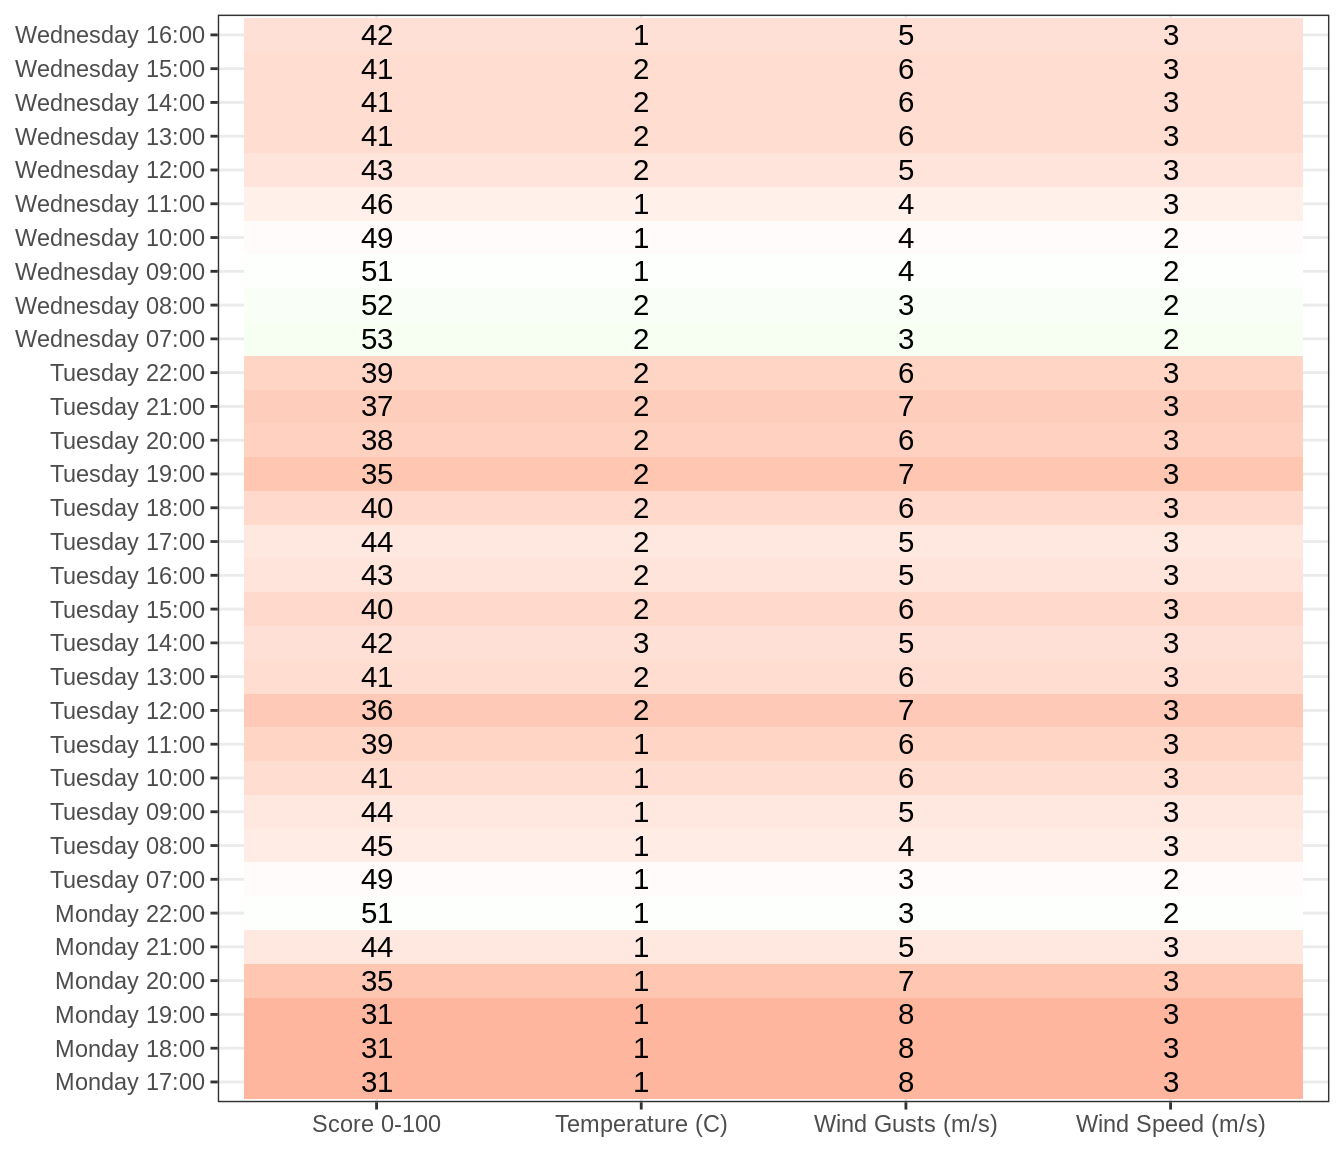 Wednesday 16:00 42 1 5 3
Wednesday 15:00 41 2 6 3
Wednesday 14:00 41 2 6 3
Wednesday 13:00 41 2 6 3
Wednesday 12:00 43 2 5 3
Wednesday 11:00 46 1 4 3
Wednesday 10:00 49 1 4 2
Wednesday 09:00 51 1 4 2
Wednesday 08:00 52 2 3 2
Wednesday 07:00 53 2 3 2
Tuesday 22:00 39 2 6 3
Tuesday 21:00 37 2 7 3
Tuesday 20:00 38 2 6 3
Tuesday 19:00 35 2 7 3
Tuesday 18:00 40 2 6 3
Tuesday 17:00 44 2 5 3
Tuesday 16:00 43 2 5 3
Tuesday 15:00 40 2 6 3
Tuesday 14:00 42 3 5 3
Tuesday 13:00 41 2 6 3
Tuesday 12:00 36 2 7 3
Tuesday 11:00 39 1 6 3
Tuesday 10:00 41 1 6 3
Tuesday 09:00 44 1 5 3
Tuesday 08:00 45 1 4 3
Tuesday 07:00 49 1 3 2
Monday 22:00 51 1 3 2
Monday 21:00 44 1 5 3
Monday 20:00 35 1 7 3
Monday 19:00 31 1 8 3
Monday 18:00 31 1 8 3
Monday 17:00 31 1 8 3
Score 0-100 Temperature (C) Wind Gusts (m/s) Wind Speed (m/s)